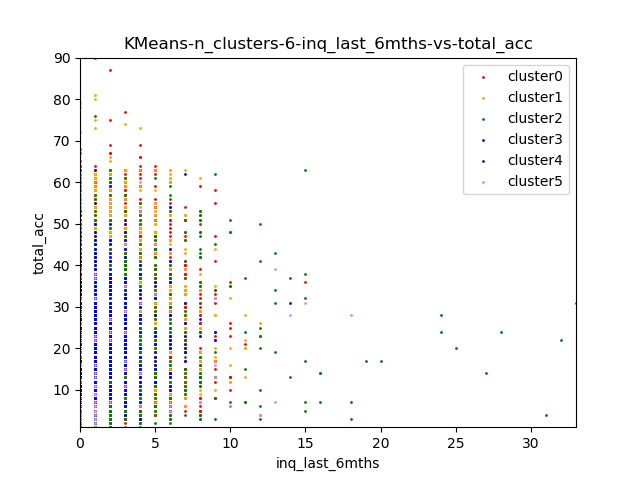 KMeans-n_clusters-6-inq_last_6mths-vs-total_acc
90
80
70
60
50
40
30
20
10
total_acc
cluster0
cluster1
cluster2
cluster3
cluster4
cluster5
0 5 10 15 20 25 30
inq_last_6mths